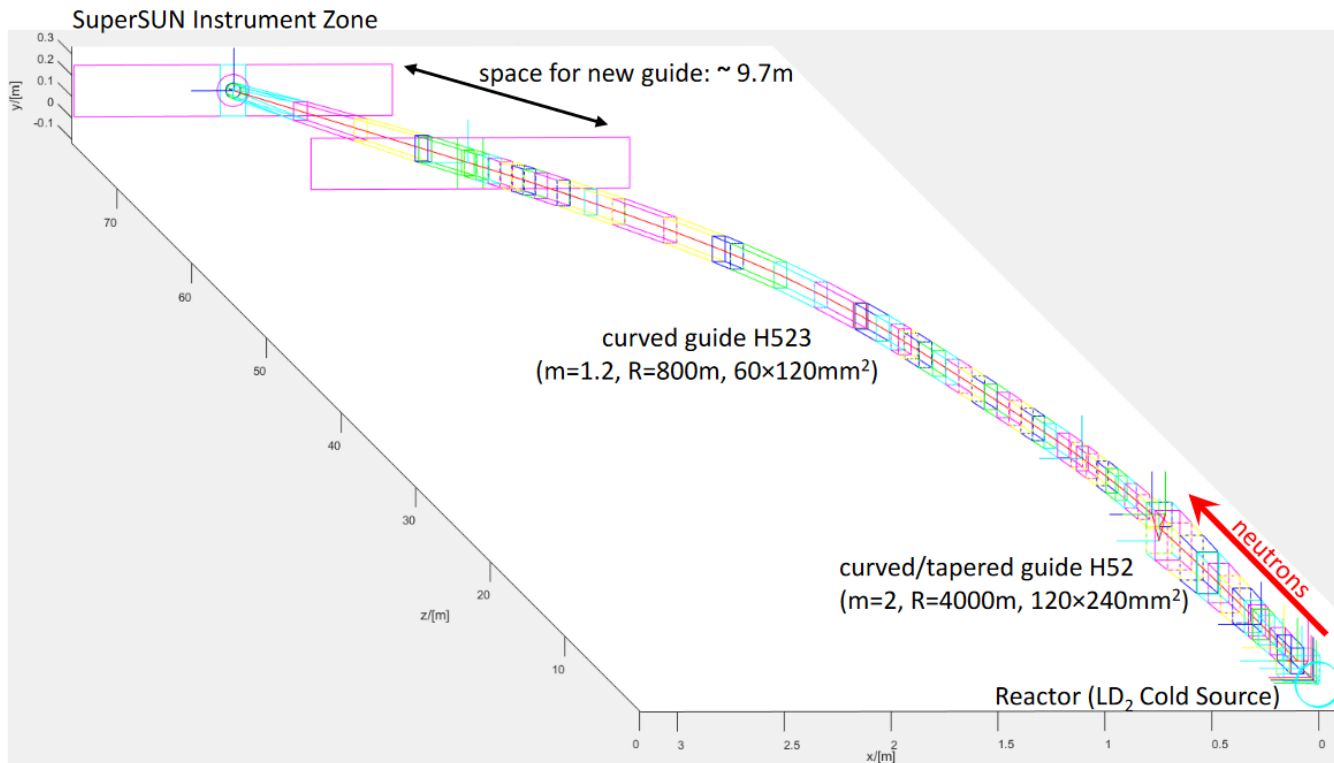 SuperSUN Instrument Zone
0.3
0.2
0.1
0
-0.1
y/[m]
space for new guide: ~ 9.7m
70
60
50
40
30
20
10
z/[m]
curved guide H523
(m=1.2, R=800m, 60×120mm²)
neutrons
curved/tapered guide H52
(m=2, R=4000m, 120×240mm²)
Reactor (LD₂ Cold Source)
0
3
2.5
2
1.5
1
0.5
0
x/[m]